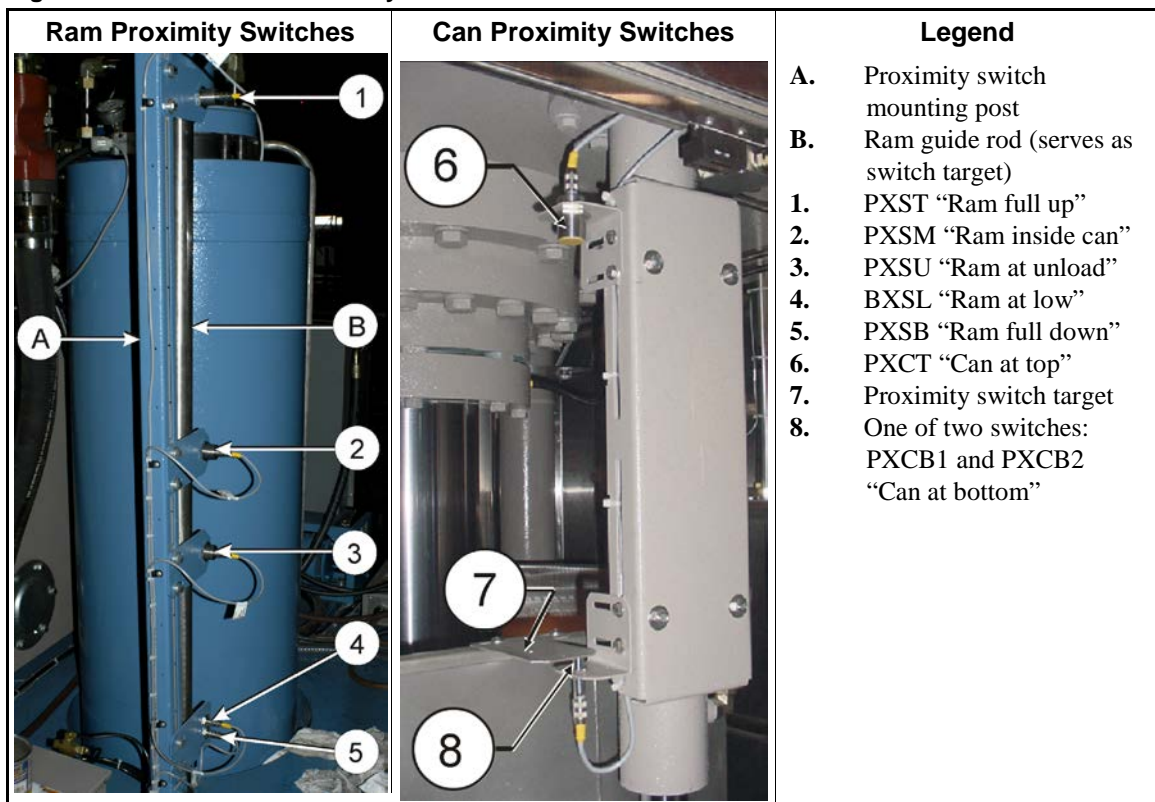 Ram Proximity Switches
1
A
B
2
3
4
5
Can Proximity Switches
6
7
8
Legend
A. Proximity switch
mounting post
B. Ram guide rod (serves as
switch target)
1. PXST “Ram full up”
2. PXSM “Ram inside can”
3. PXSU “Ram at unload”
4. BXSL “Ram at low”
5. PXSB “Ram full down”
6. PXCT “Can at top”
7. Proximity switch target
8. One of two switches:
PXCB1 and PXCB2
“Can at bottom”